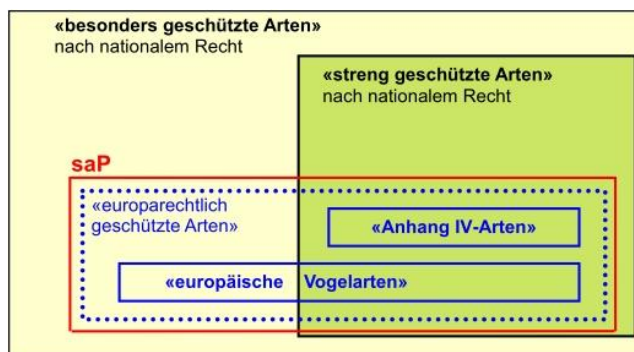 «besonders geschützte Arten»
nach nationalem Recht
«streng geschützte Arten»
nach nationalem Recht
saP
«europarechtlich
geschützte Arten»
«Anhang IV-Arten»
«europäische Vogelarten»